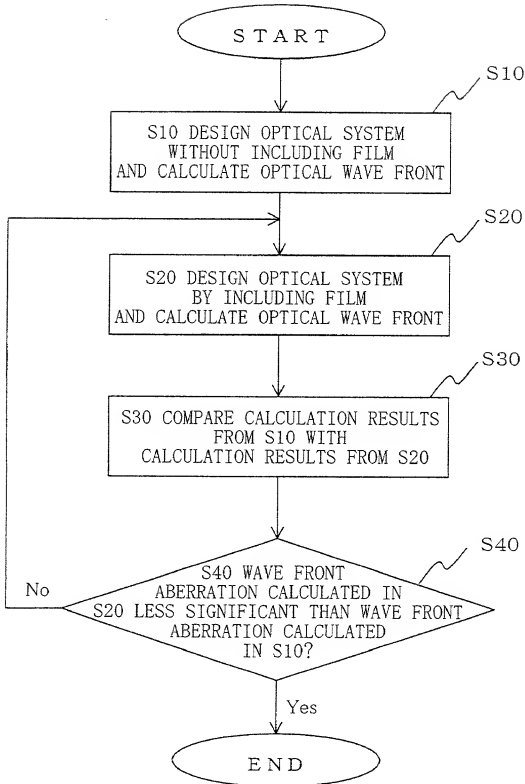 START
S10
S10 DESIGN OPTICAL SYSTEM
WITHOUT INCLUDING FILM
AND CALCULATE OPTICAL WAVE FRONT
S20
S20 DESIGN OPTICAL SYSTEM
BY INCLUDING FILM
AND CALCULATE OPTICAL WAVE FRONT
S30
S30 COMPARE CALCULATION RESULTS
FROM S10 WITH
CALCULATION RESULTS FROM S20
S40
S40 WAVE FRONT
ABERRATION CALCULATED IN
S20 LESS SIGNIFICANT THAN WAVE FRONT
ABERRATION CALCULATED
IN S10?
No
Yes
END